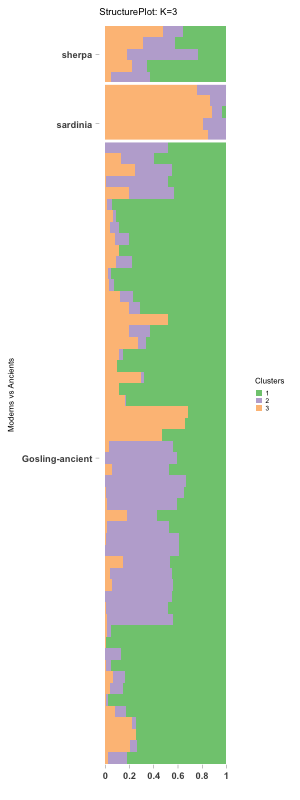 StructurePlot: K=3
sherpa
sardinia
Moderns vs Ancients
Gosling-ancient
Clusters
1
2
3
0 0.2 0.4 0.6 0.8 1